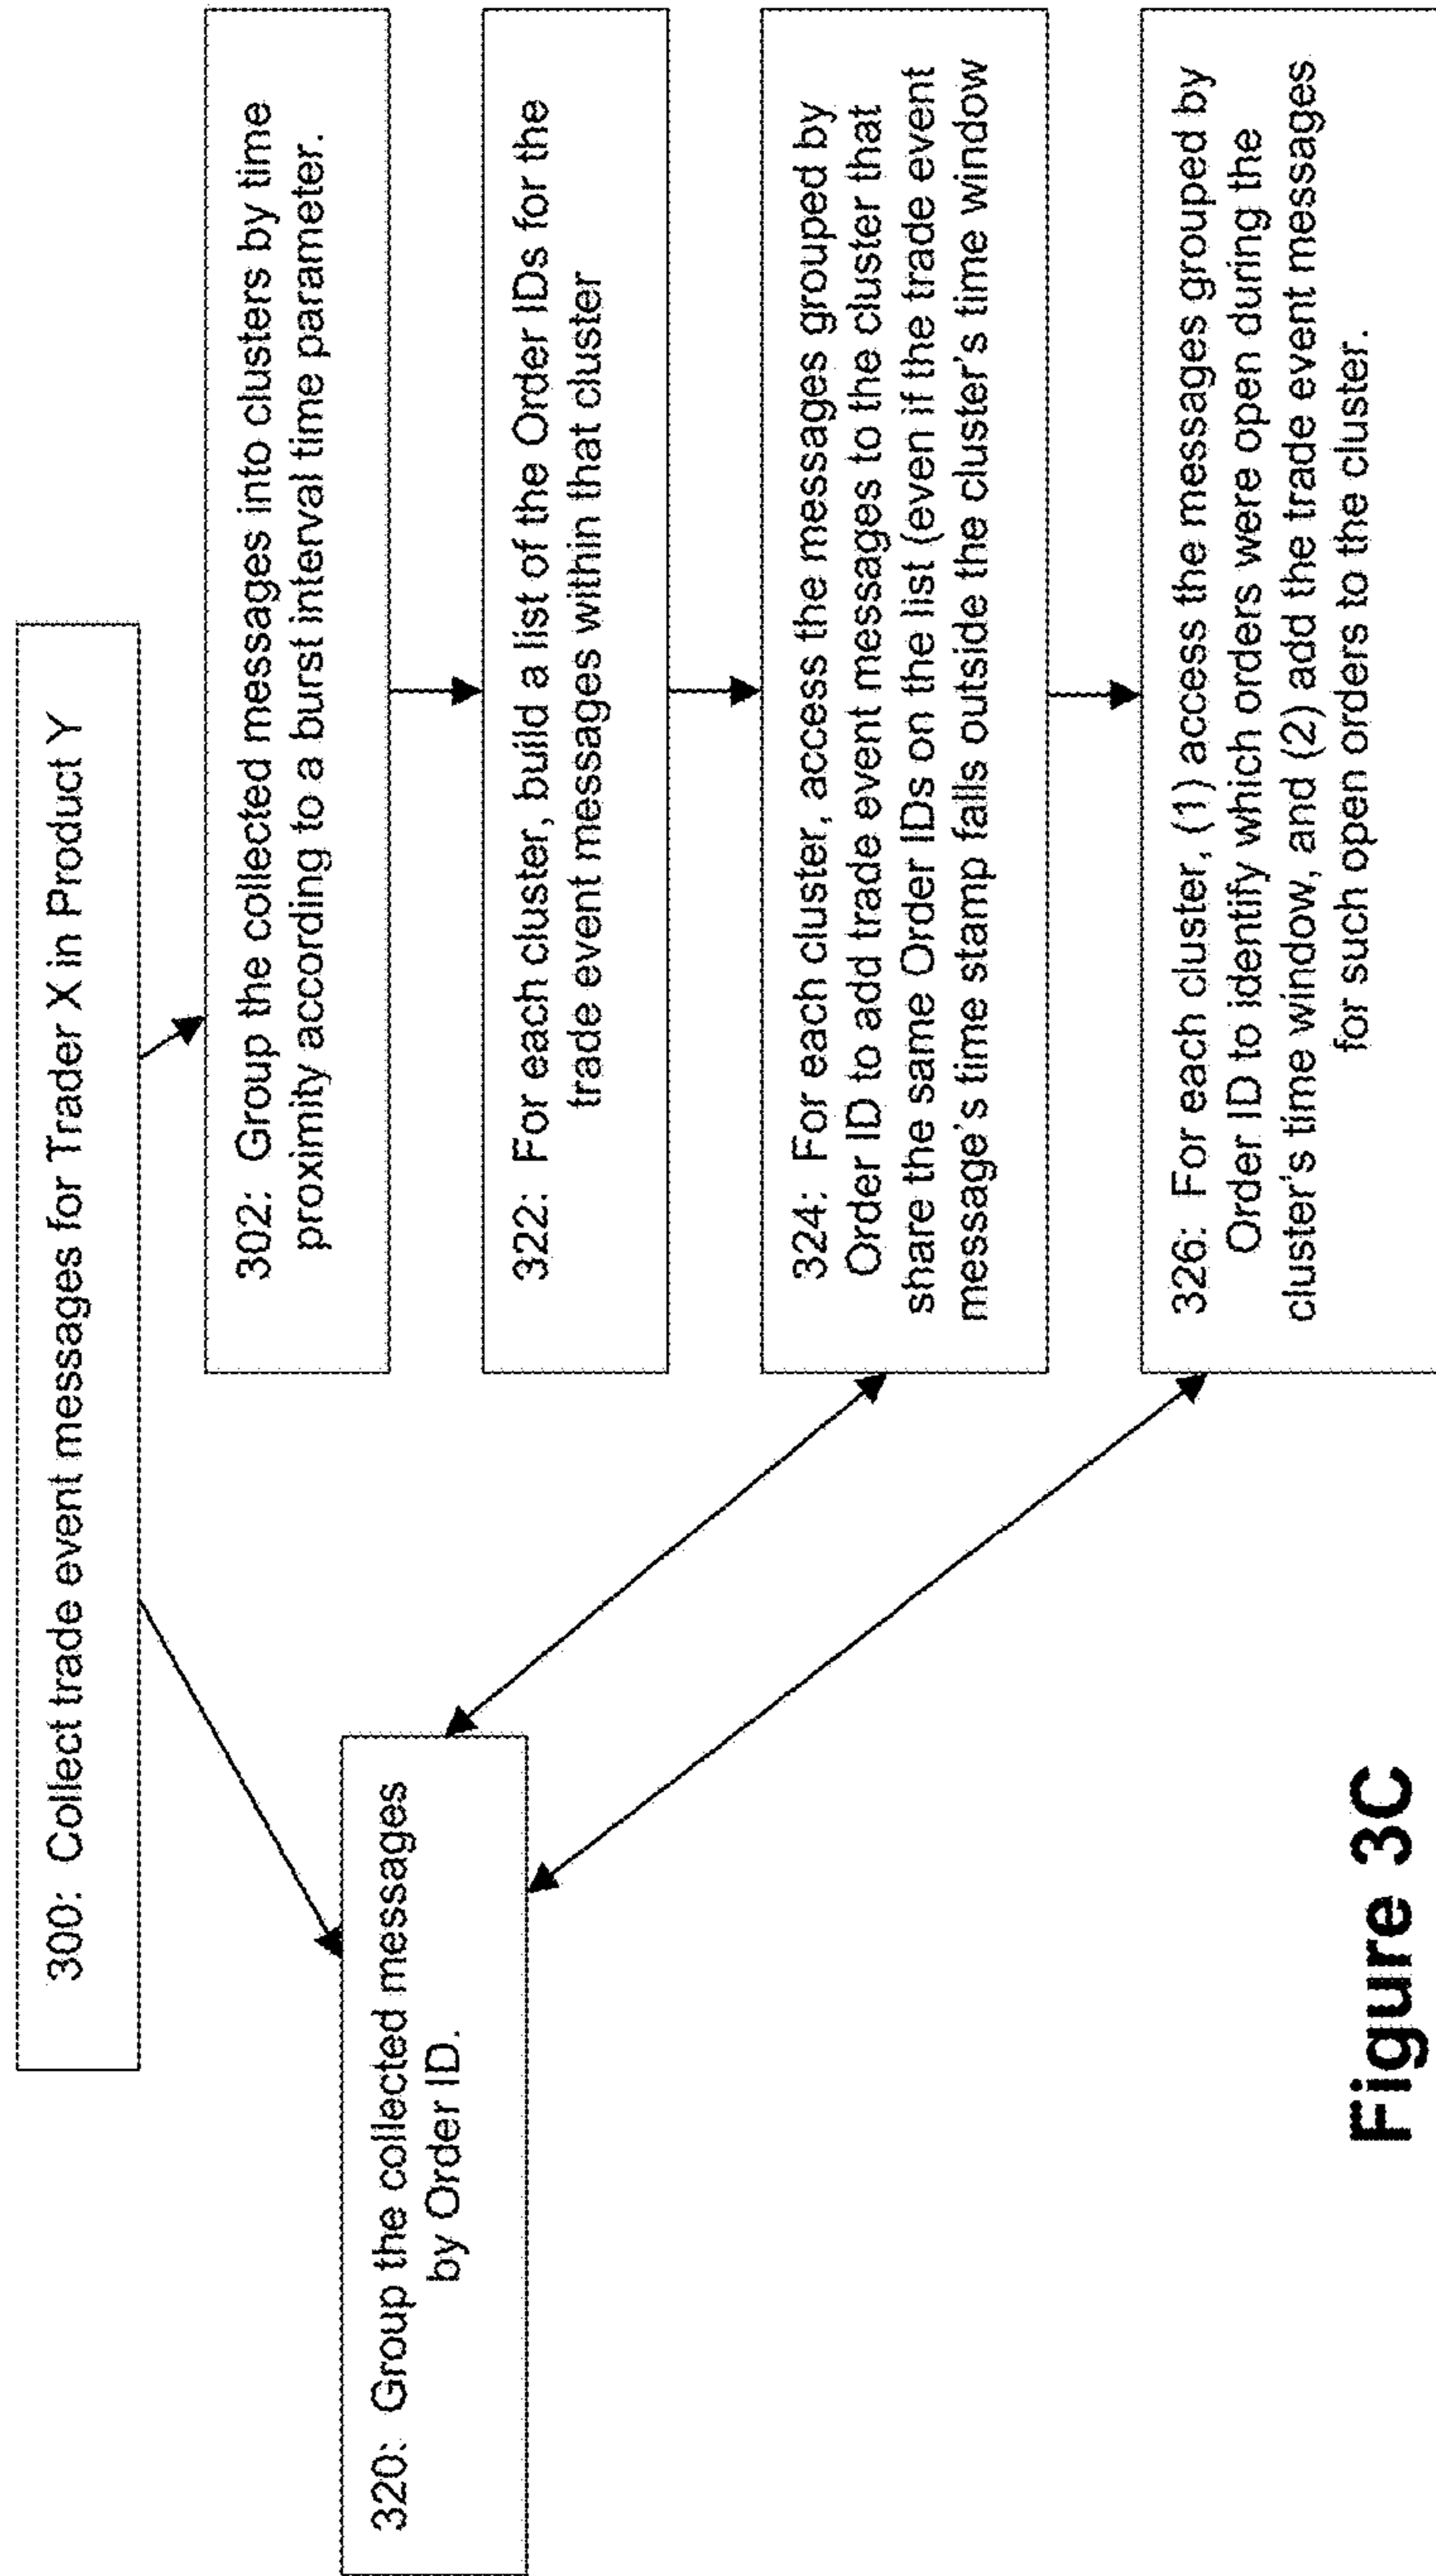 300: Collect trade event messages for Trader X in Product Y
320: Group the collected messages
by Order ID.
302: Group the collected messages into clusters by time
proximity according to a burst interval time parameter.
322: For each cluster, build a list of the Order IDs for the
trade event messages within that cluster
324: For each cluster, access the messages grouped by
Order ID to add trade event messages to the cluster that
share the same Order IDs on the list (even if the trade event
message's time stamp falls outside the cluster's time window
326: For each cluster, (1) access the messages grouped by
Order ID to identify which orders were open during the
cluster's time window, and (2) add the trade event messages
for such open orders to the cluster.
Figure 3C